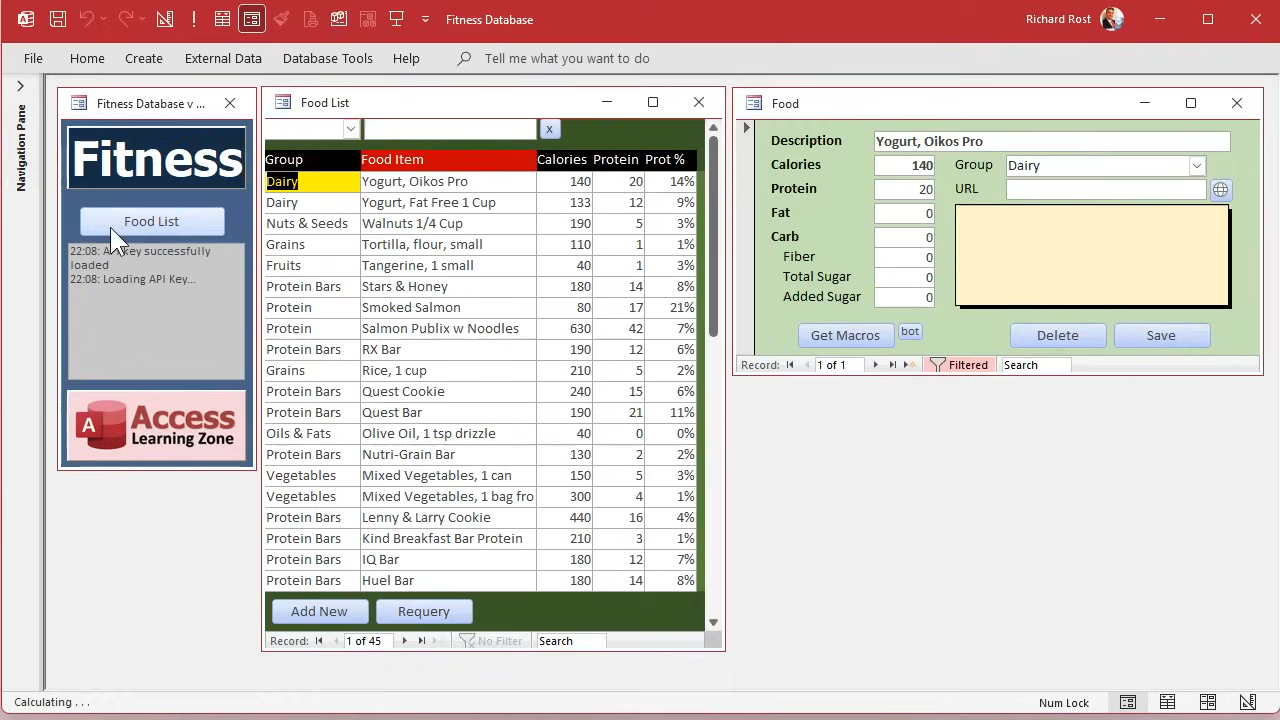 Fitness Database
Richard Rost
File Home Create External Data Database Tools Help Tell me what you want to do
Navigation Pane
Fitness Database v ...
Fitness
Food List
22:08: API Key successfully
loaded
22:08: Loading API Key...
Access
Learning Zone
Food List
x
Group Food Item Calories Protein Prot %
Dairy Yogurt, Oikos Pro 140 20 14%
Dairy Yogurt, Fat Free 1 Cup 133 12 9%
Nuts & Seeds Walnuts 1/4 Cup 190 5 3%
Grains Tortilla, flour, small 110 1 1%
Fruits Tangerine, 1 small 40 1 3%
Protein Bars Stars & Honey 180 14 8%
Protein Smoked Salmon 80 17 21%
Protein Salmon Publix w Noodles 630 42 7%
Protein Bars RX Bar 190 12 6%
Grains Rice, 1 cup 210 5 2%
Protein Bars Quest Cookie 240 15 6%
Protein Bars Quest Bar 190 21 11%
Oils & Fats Olive Oil, 1 tsp drizzle 40 0 0%
Protein Bars Nutri-Grain Bar 130 2 2%
Vegetables Mixed Vegetables, 1 can 150 5 3%
Vegetables Mixed Vegetables, 1 bag fro 300 4 1%
Protein Bars Lenny & Larry Cookie 440 16 4%
Protein Bars Kind Breakfast Bar Protein 210 3 1%
Protein Bars IQ Bar 180 12 7%
Protein Bars Huel Bar 180 14 8%
Add New Requery
Record: 1 of 45 No Filter Search
Food
Description Yogurt, Oikos Pro
Calories 140 Group Dairy
Protein 20 URL
Fat 0
Carb 0
Fiber 0
Total Sugar 0
Added Sugar 0
Get Macros bot Delete Save
Record: 1 of 1 Filtered Search
Calculating . . .
Num Lock